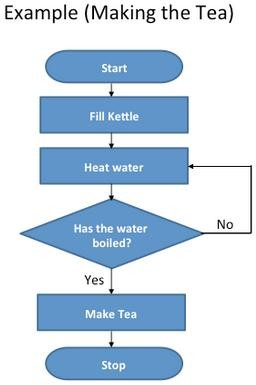 Example (Making the Tea)
Start
Fill Kettle
Heat water
Has the water
boiled?
No
Yes
Make Tea
Stop